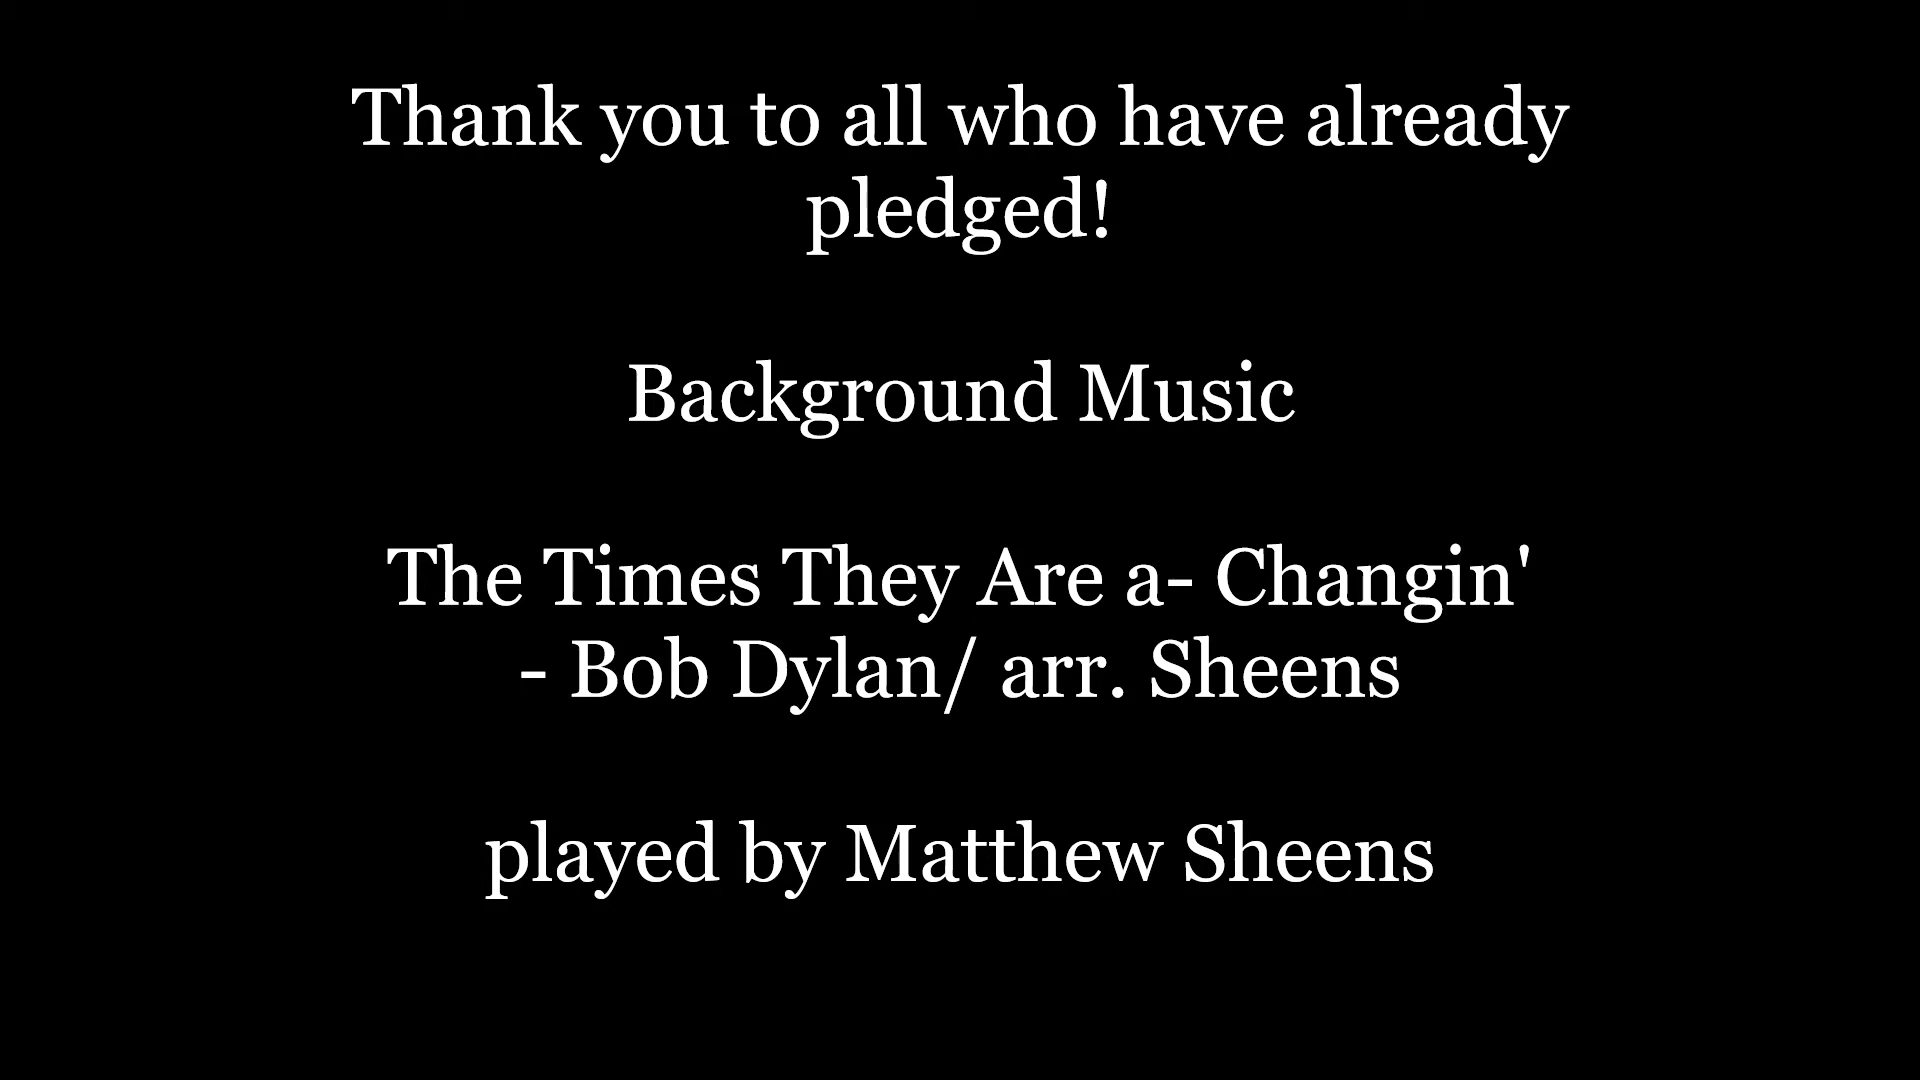 Thank you to all who have already
pledged!
Background Music
The Times They Are a- Changin'
- Bob Dylan/ arr. Sheens
played by Matthew Sheens